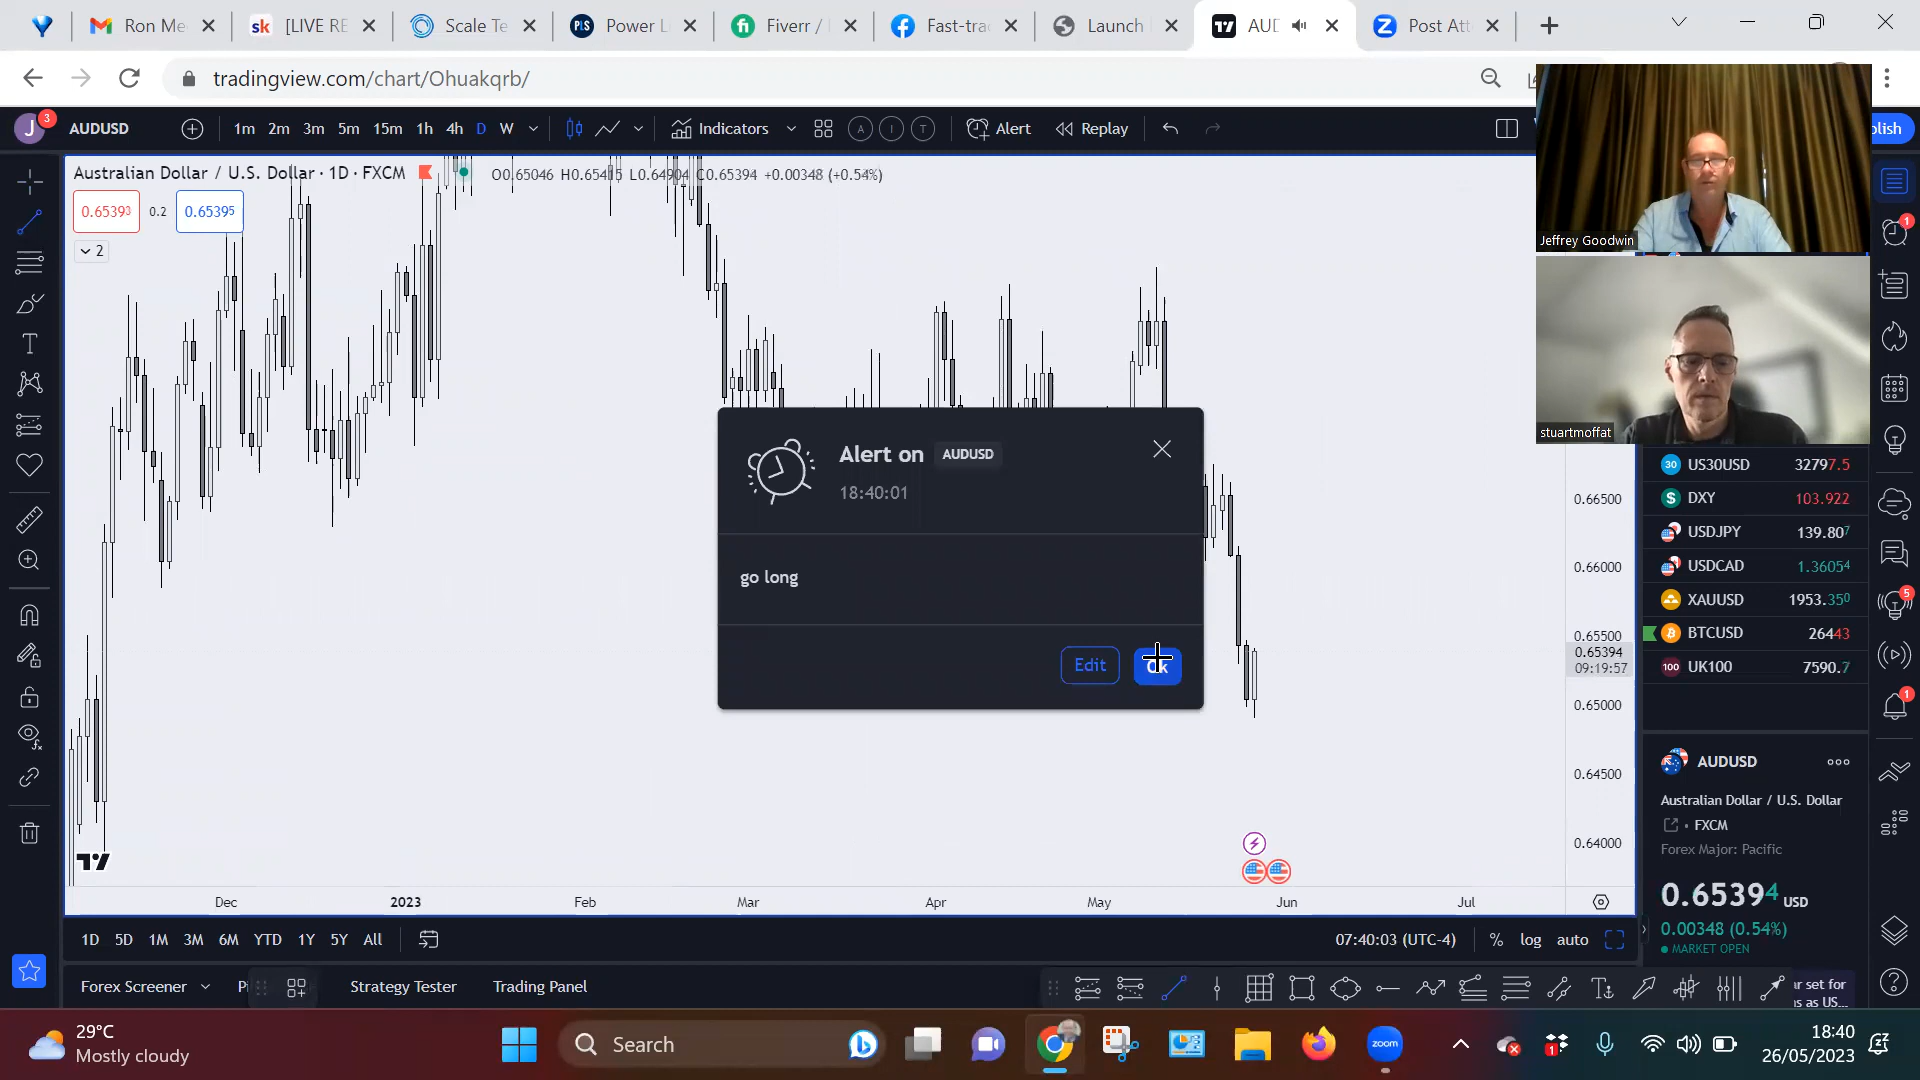 Ron Me
[LIVE RE
Scale Te
Power L
Fiverr /
Fast-tra
Launch
AUD
Post Att
tradingview.com/chart/Ohuakqrb/
J
3
AUDUSD
1m 2m 3m 5m 15m 1h 4h D W
Indicators
A I T
Alert
Replay
lish
Australian Dollar / U.S. Dollar · 1D · FXCM
O0.65046 H0.65415 L0.64904 C0.65394 +0.00348 (+0.54%)
0.65393
0.2
0.65395
2
Jeffrey Goodwin
stuartmoffat
Alert on AUDUSD
18:40:01
go long
Edit
Ok
0.66500
0.66000
0.65500
0.65394
09:19:57
0.65000
0.64500
0.64000
US30USD 32797.5
DXY 103.922
USDJPY 139.807
USDCAD 1.36054
XAUUSD 1953.350
BTCUSD 26443
UK100 7590.7
AUDUSD
Australian Dollar / U.S. Dollar
FXCM
Forex Major: Pacific
0.65394 USD
0.00348 (0.54%)
MARKET OPEN
Dec 2023 Feb Mar Apr May Jun Jul
1D 5D 1M 3M 6M YTD 1Y 5Y All
07:40:03 (UTC-4) % log auto
Forex Screener
Strategy Tester
Trading Panel
r set for
s as US...
29°C
Mostly cloudy
Search
zoom
18:40
26/05/2023